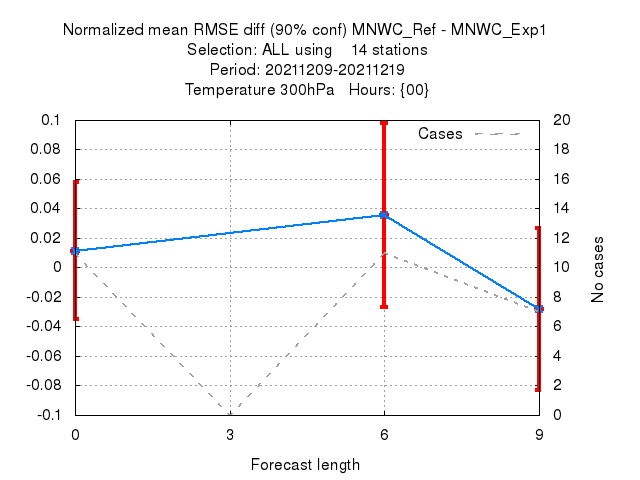 Normalized mean RMSE diff (90% conf) MNWC_Ref - MNWC_Exp1
Selection: ALL using 14 stations
Period: 20211209-20211219
Temperature 300hPa Hours: {00}
Cases
0.1
0.08
0.06
0.04
0.02
0
-0.02
-0.04
-0.06
-0.08
-0.1
20
18
16
14
12
10
8
6
4
2
0
No cases
0 3 6 9
Forecast length